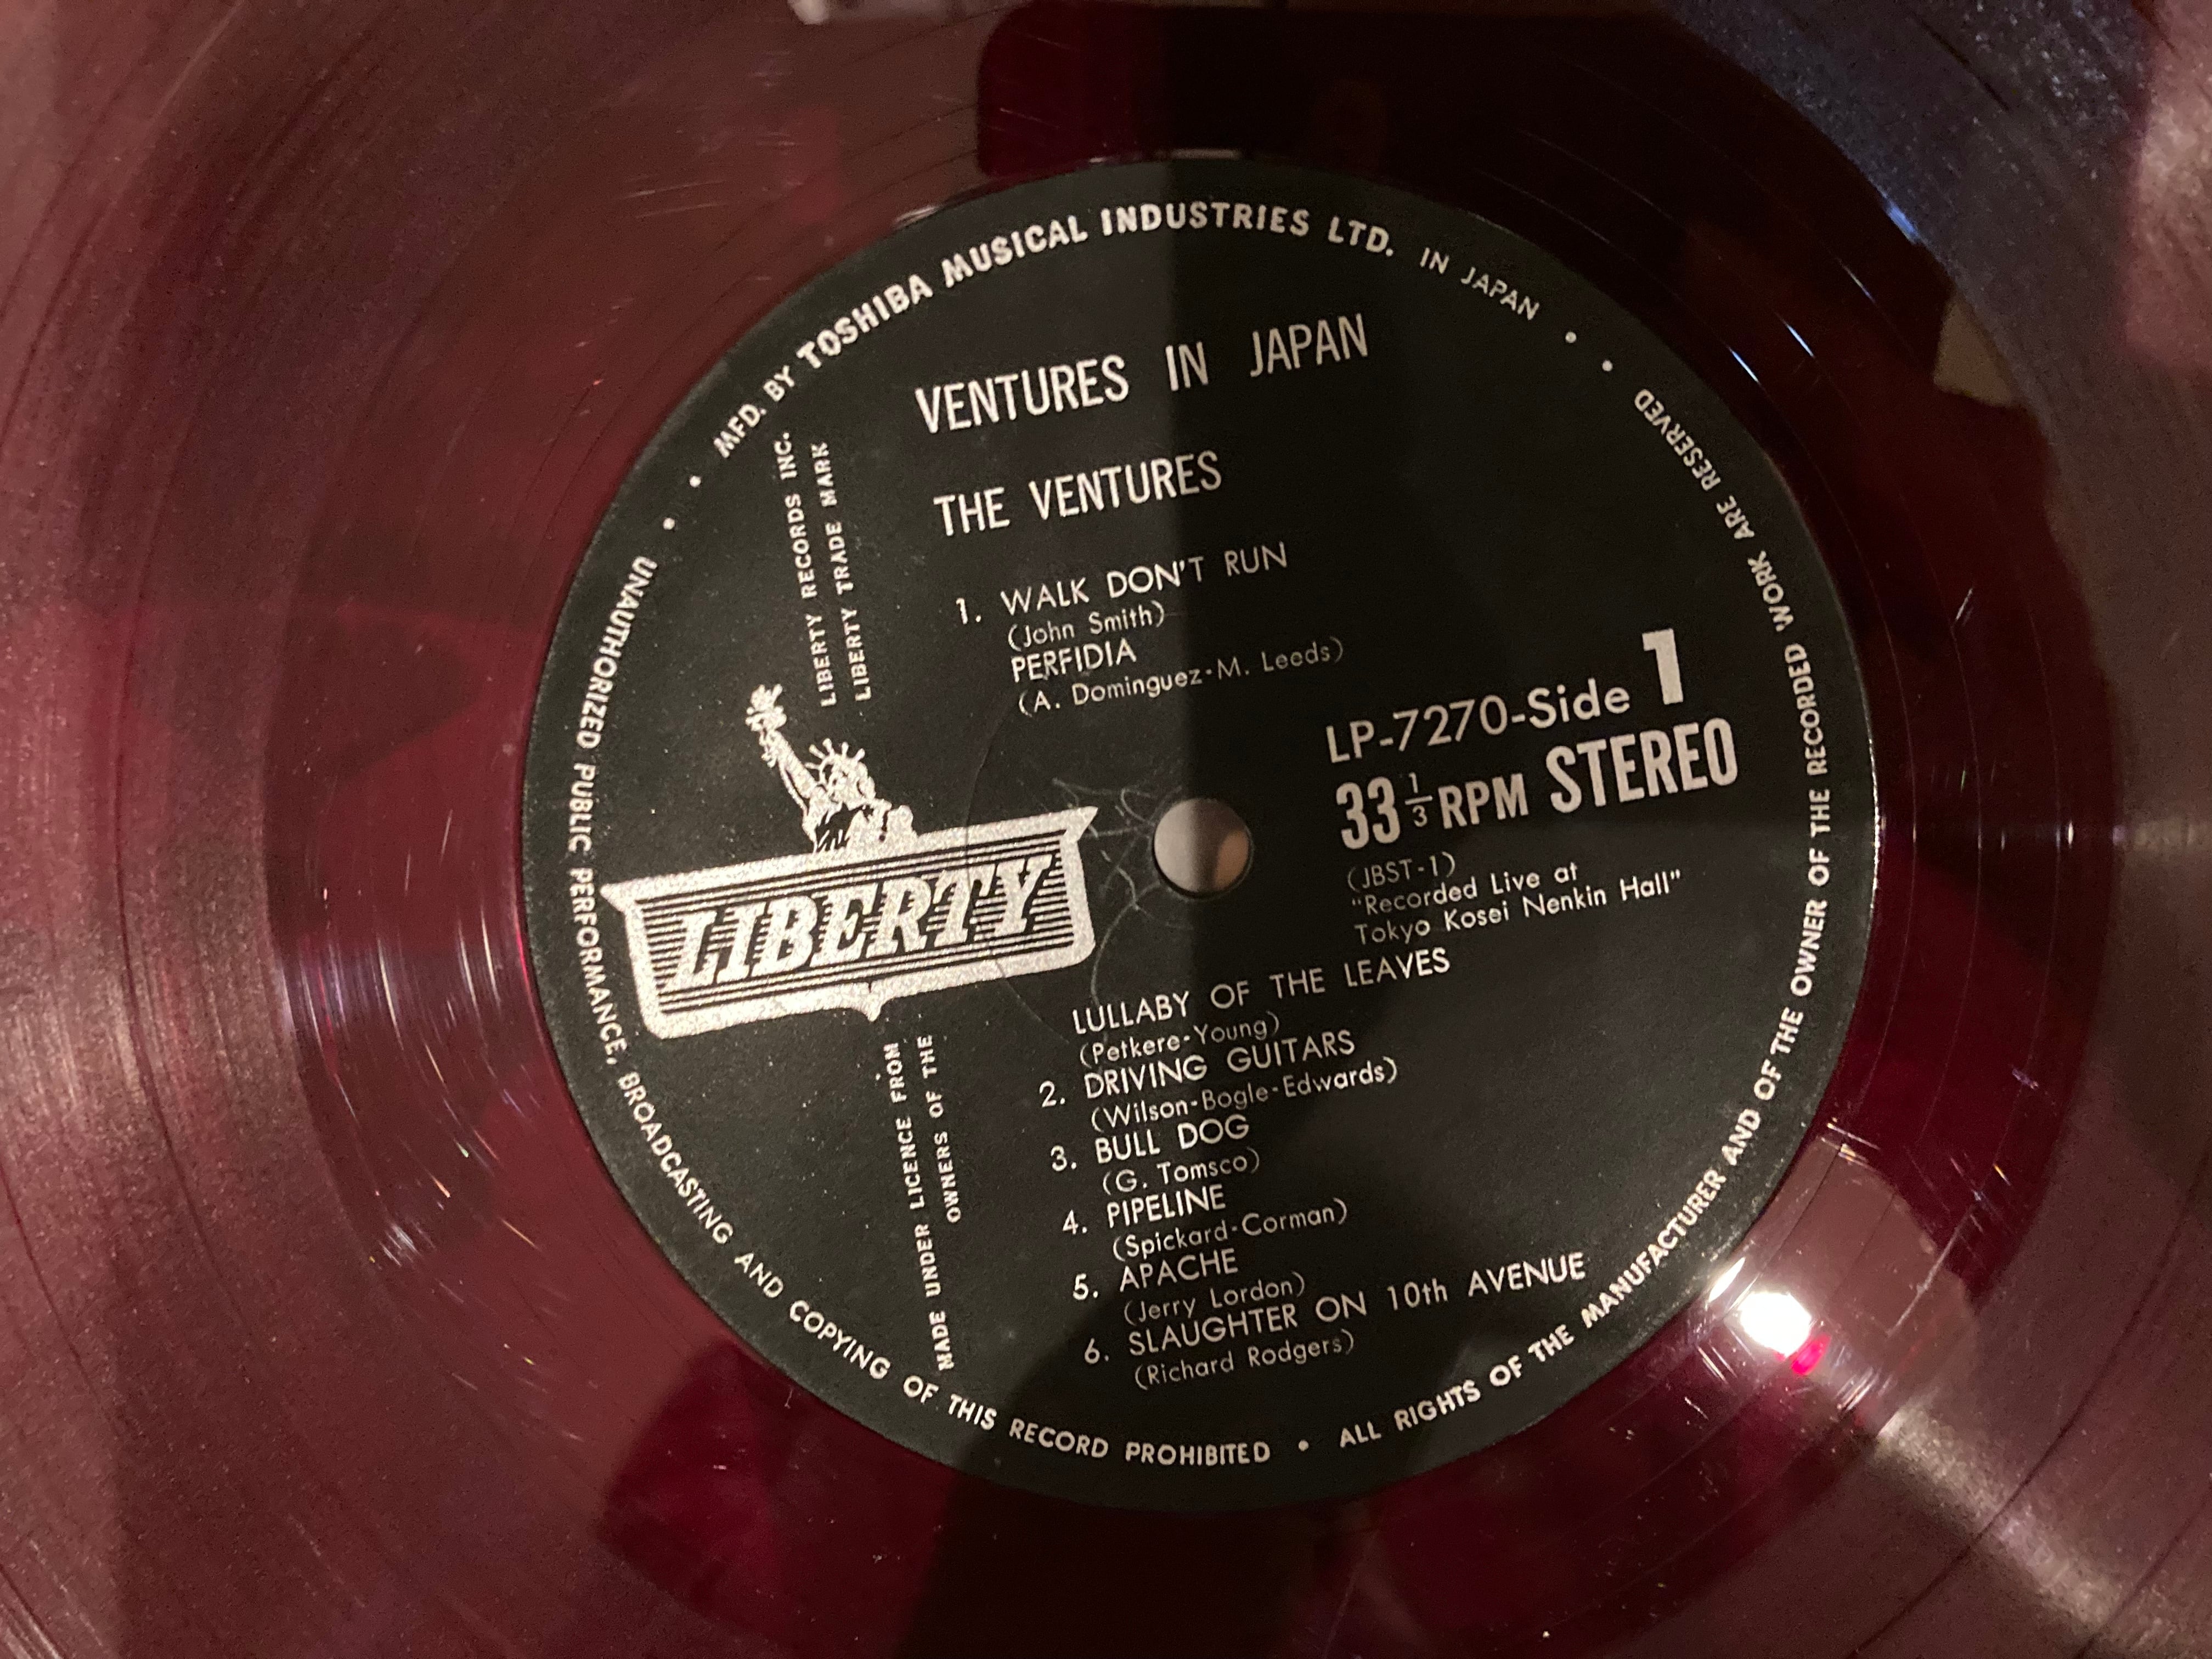 MFD. BY TOSHIBA MUSICAL INDUSTRIES LTD. IN JAPAN
VENTURES IN JAPAN
THE VENTURES
1. WALK DON'T RUN
(John Smith)
PERFIDIA
(A. Dominguez-M. Leeds)
LP-7270-Side 1
33 1/3 RPM STEREO
(JBST-1)
"Recorded Live at
Tokyo Kosei Nenkin Hall"
LULLABY OF THE LEAVES
(Petkere-Young)
2. DRIVING GUITARS
(Wilson-Bogle-Edwards)
3. BULL DOG
(G. Tomsco)
4. PIPELINE
(Spickard-Corman)
5. APACHE
(Jerry Lordon)
6. SLAUGHTER ON 10th AVENUE
(Richard Rodgers)
LIBERTY
MADE UNDER LICENCE FROM
OWNERS OF THE
LIBERTY RECORDS INC.
LIBERTY TRADE MARK
UNAUTHORIZED PUBLIC PERFORMANCE, BROADCASTING AND COPYING OF THIS RECORD PROHIBITED • ALL RIGHTS OF THE MANUFACTURER AND OF THE OWNER OF THE RECORDED WORK ARE RESERVED